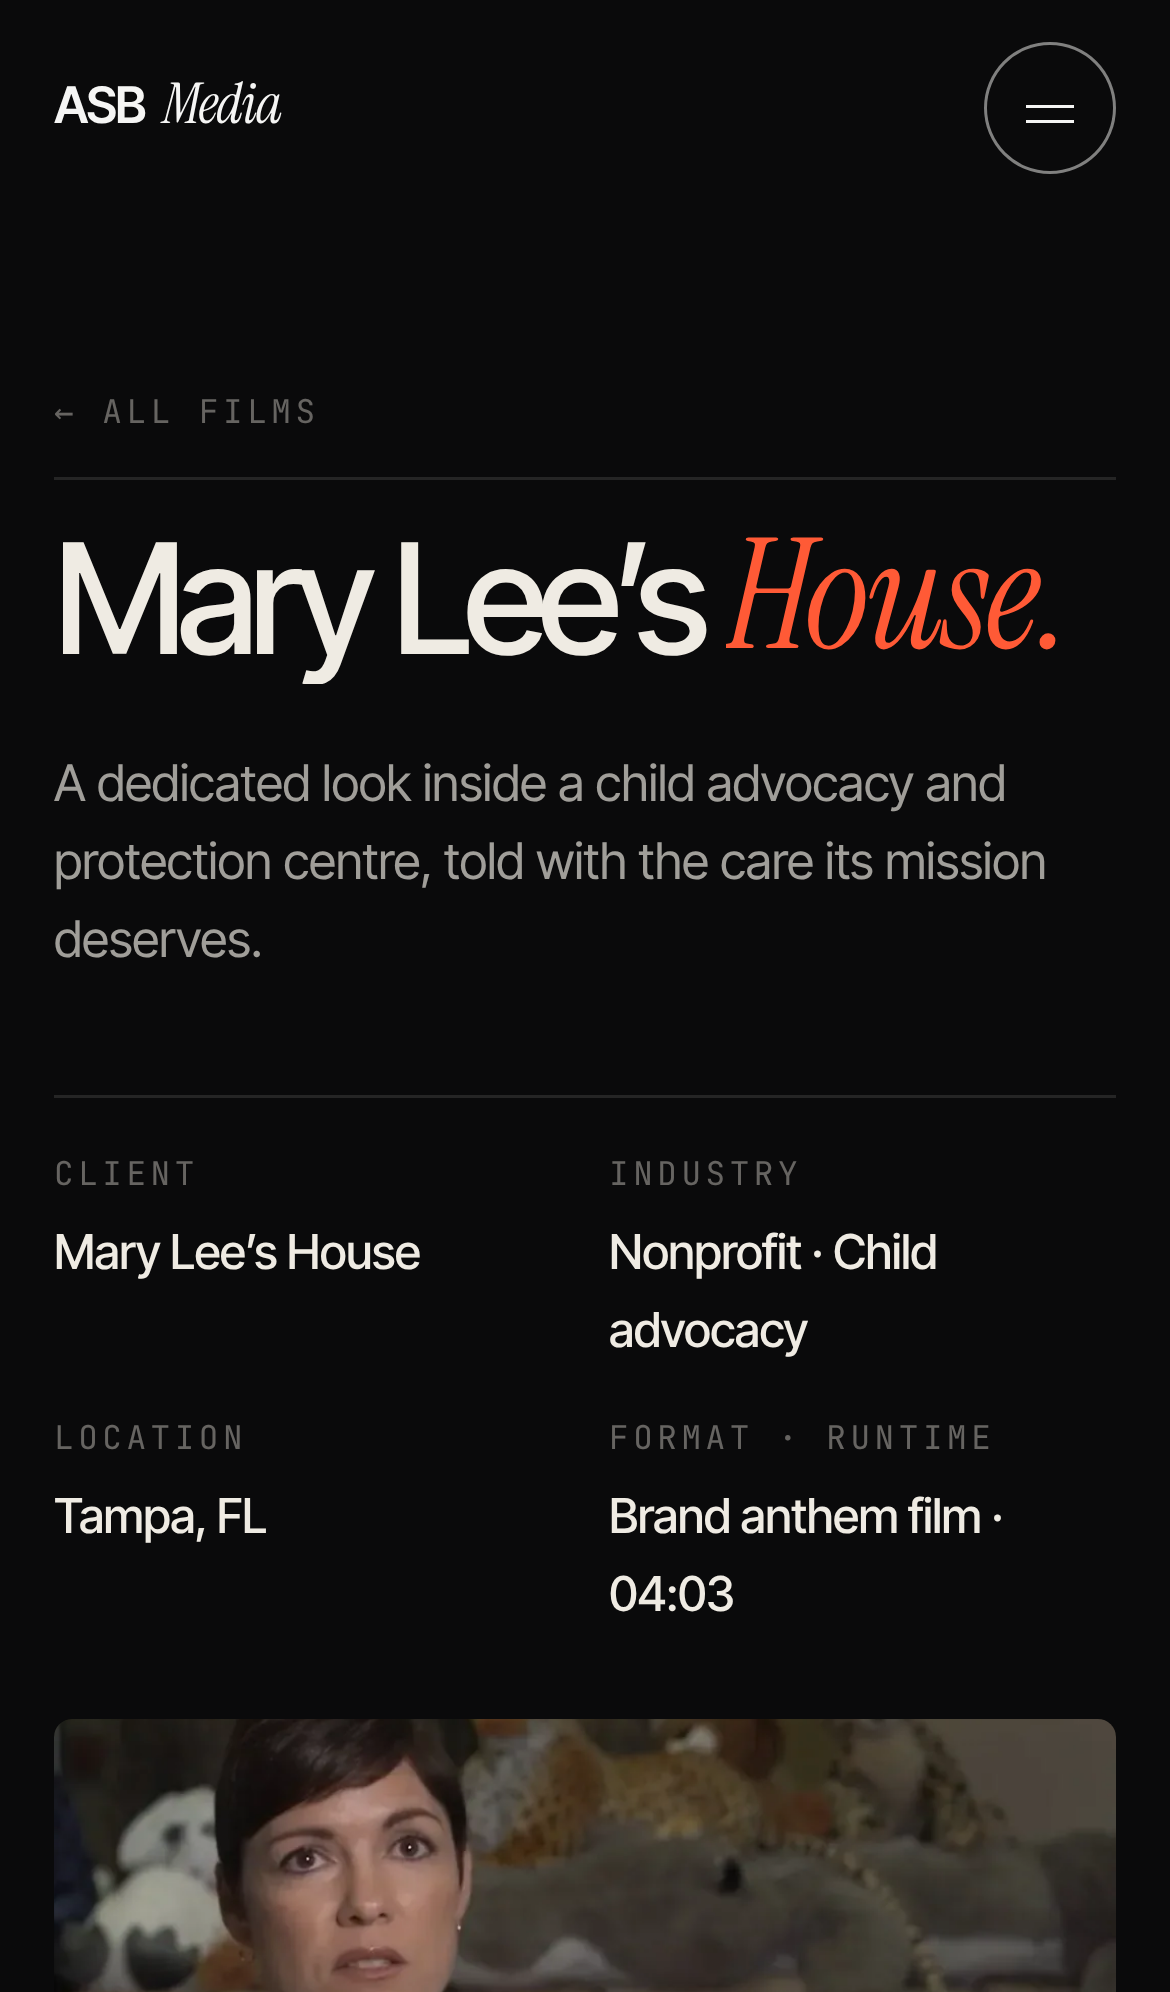 ASB Media
← ALL FILMS
Mary Lee’s House.
A dedicated look inside a child advocacy and
protection centre, told with the care its mission
deserves.
CLIENT
Mary Lee’s House
INDUSTRY
Nonprofit · Child
advocacy
LOCATION
Tampa, FL
FORMAT · RUNTIME
Brand anthem film ·
04:03